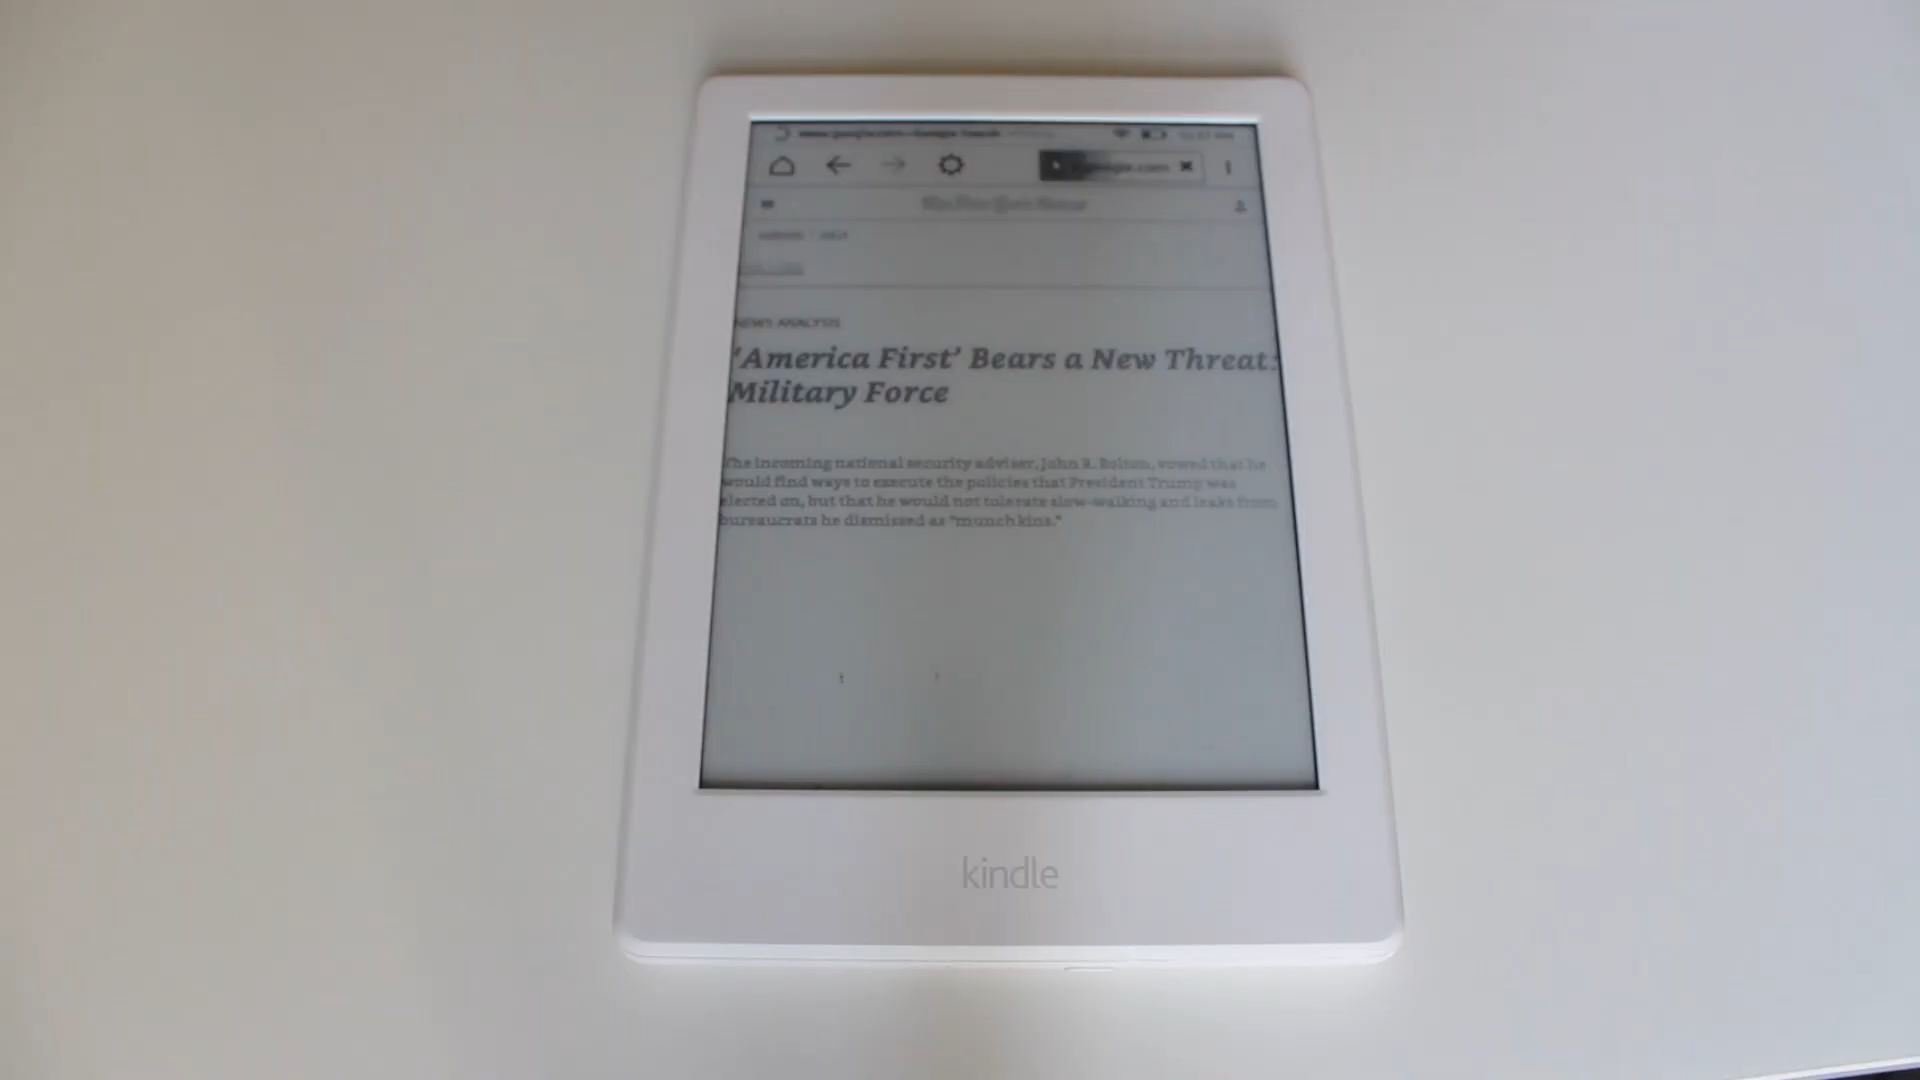 NEWS ANALYSIS
‘America First’ Bears a New Threat:
Military Force
The incoming national security adviser, John R. Bolton, vowed that he
would find ways to execute the policies that President Trump was
elected on, but that he would not tolerate slow-walking and leaks from
bureaucrats he dismissed as “munchkins.”
kindle